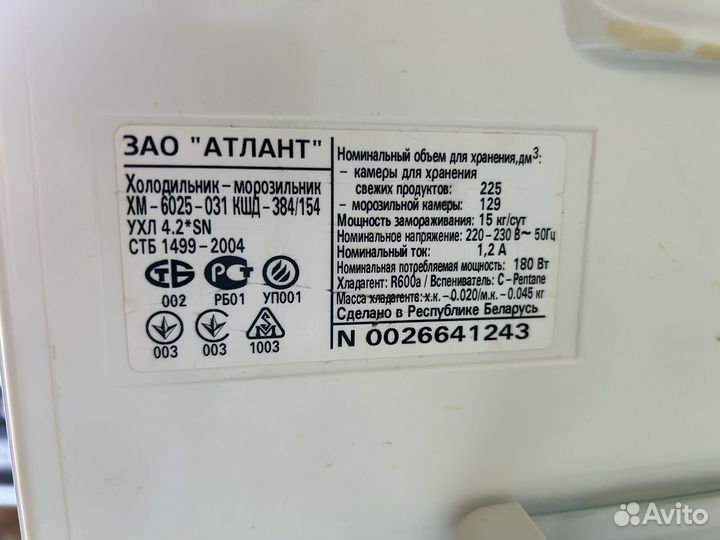 ЗАО "АТЛАНТ"
Холодильник – морозильник
ХМ – 6025 – 031 КШД – 384/154
УХЛ 4.2*SN
СТБ 1499 – 2004
СТБ РСТ
002 РБ01 УП001
003 003 1003
Номинальный объем для хранения, дм³:
– камеры для хранения
свежих продуктов: 225
– морозильной камеры: 129
Мощность замораживания: 15 кг/сут
Номинальное напряжение: 220 – 230 В~ 50Гц
Номинальный ток: 1,2 А
Номинальная потребляемая мощность: 180 Вт
Хладагент: R600a / Вспениватель: C – Pentane
Масса хладагента: х.к. – 0.020/м.к. – 0.045 кг
Сделано в Республике Беларусь
N 0026641243
Avito